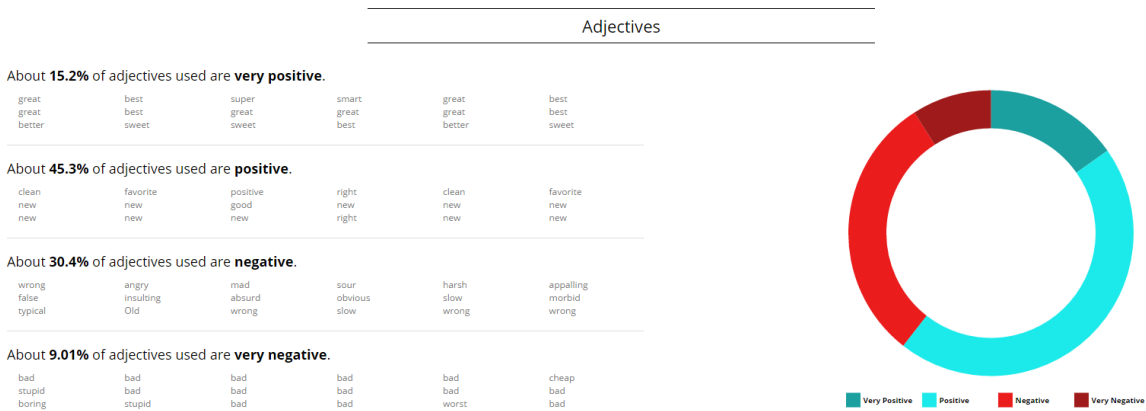 Adjectives
About 15.2% of adjectives used are very positive.
great best super smart great best
great best great great great best
better sweet sweet best better sweet
About 45.3% of adjectives used are positive.
clean favorite positive right clean favorite
new new good new new new
new new new right new new
About 30.4% of adjectives used are negative.
wrong angry mad sour harsh appalling
false insulting absurd obvious slow morbid
typical Old wrong slow wrong wrong
About 9.01% of adjectives used are very negative.
bad bad bad bad bad cheap
stupid bad bad bad bad bad
boring stupid bad bad worst bad
Very Positive Positive Negative Very Negative